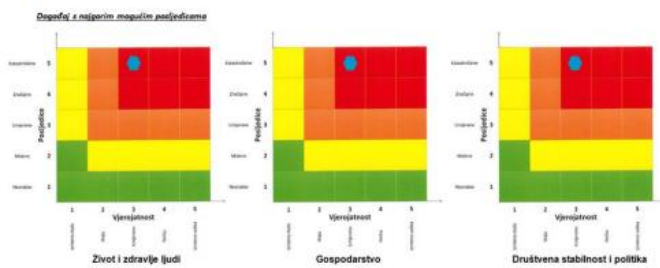 Događaj s najgorim mogućim posljedicama
Katastrofalne 5
Značajne 4
Umjerene 3
Malene 2
Neznatne 1
Posljedice
1 2 3 4 5
Vjerojatnost
Život i zdravlje ljudi
Katastrofalne 5
Značajne 4
Umjerene 3
Malene 2
Neznatne 1
Posljedice
1 2 3 4 5
Vjerojatnost
Gospodarstvo
Katastrofalne 5
Značajne 4
Umjerene 3
Malene 2
Neznatne 1
Posljedice
1 2 3 4 5
Vjerojatnost
Društvena stabilnost i politika